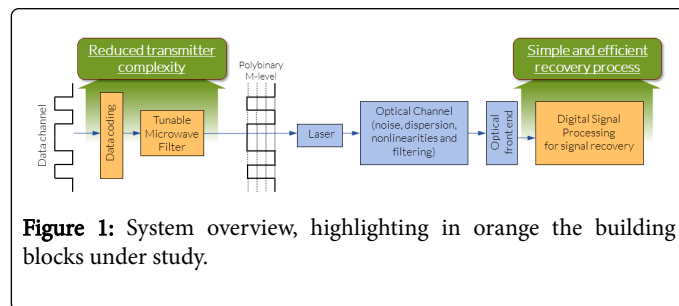 Reduced transmitter
complexity
Simple and efficient
recovery process
Polybinary
M-level
Data channel
Data coding
Tunable
Microwave
Filter
Laser
Optical Channel
(noise, dispersion,
nonlinearities and
filtering)
Optical
front end
Digital Signal
Processing
for signal recovery
Figure 1: System overview, highlighting in orange the building
blocks under study.